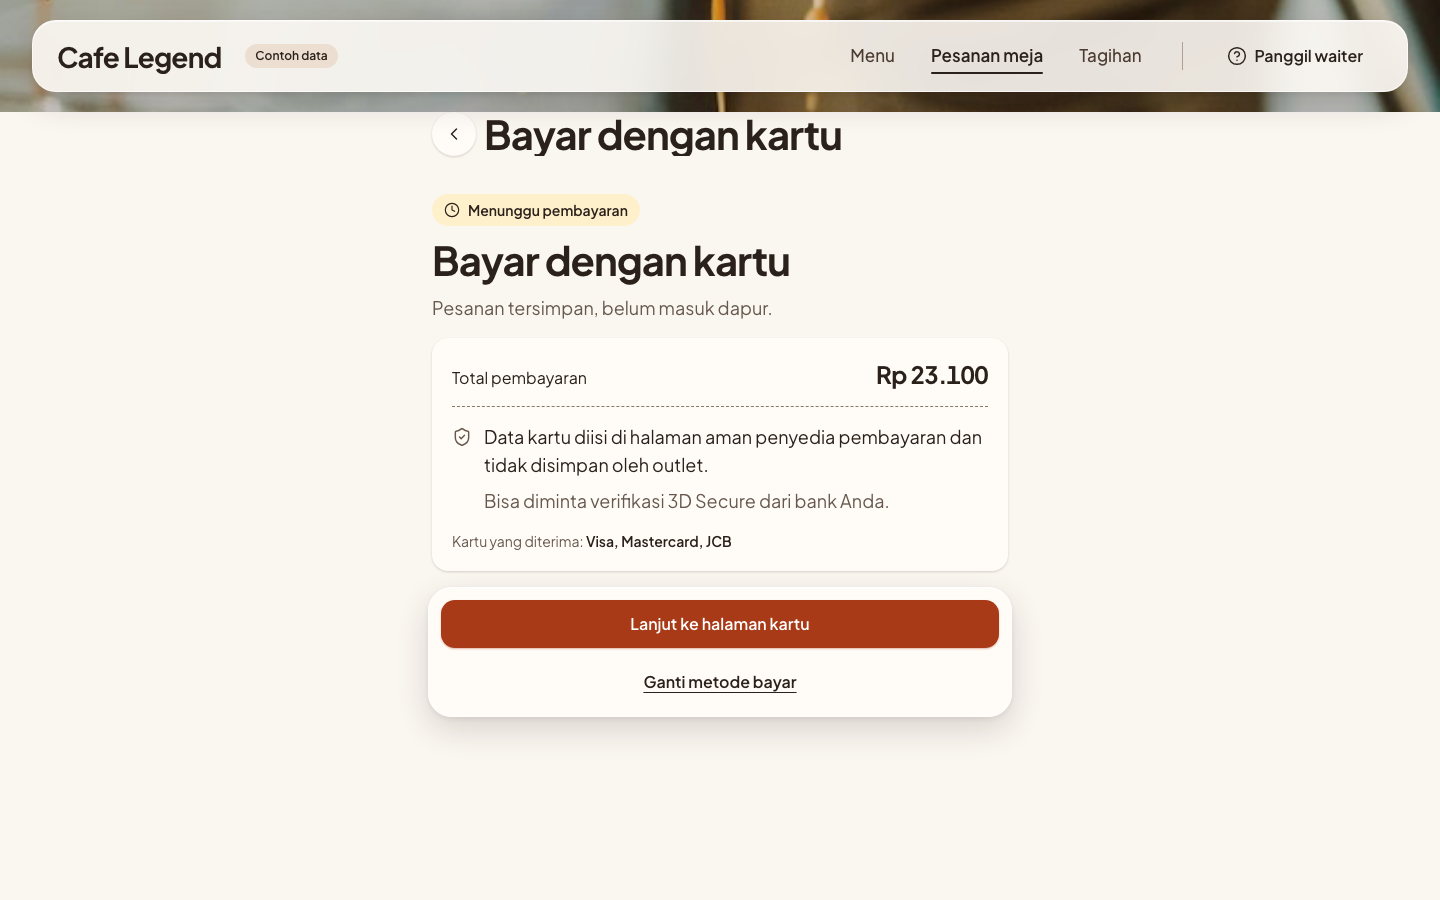 Cafe Legend
Contoh data
Menu
Pesanan meja
Tagihan
Panggil waiter
Bayar dengan kartu
Menunggu pembayaran
Bayar dengan kartu
Pesanan tersimpan, belum masuk dapur.
Total pembayaran
Rp 23.100
Data kartu diisi di halaman aman penyedia pembayaran dan
tidak disimpan oleh outlet.
Bisa diminta verifikasi 3D Secure dari bank Anda.
Kartu yang diterima: Visa, Mastercard, JCB
Lanjut ke halaman kartu
Ganti metode bayar